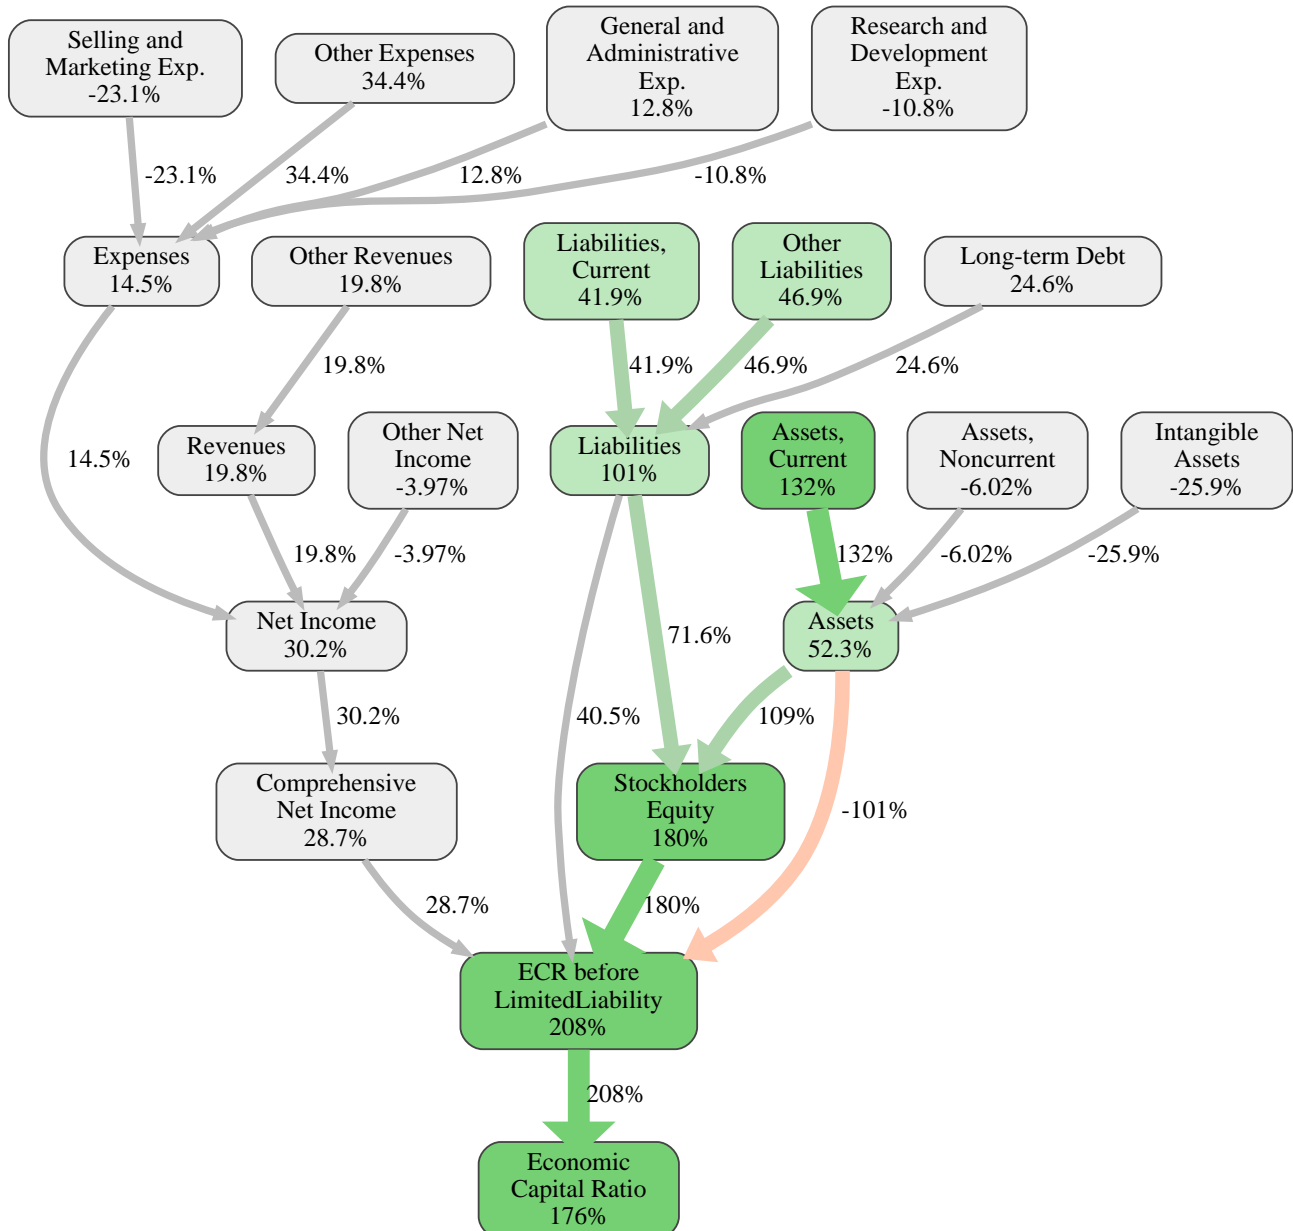 Selling and
Marketing Exp.
-23.1%
Other Expenses
34.4%
General and
Administrative
Exp.
12.8%
Research and
Development
Exp.
-10.8%
-23.1%
34.4%
12.8%
-10.8%
Expenses
14.5%
Other Revenues
19.8%
Liabilities,
Current
41.9%
Other
Liabilities
46.9%
Long-term Debt
24.6%
19.8%
41.9%
46.9%
24.6%
14.5%
Revenues
19.8%
Other Net
Income
-3.97%
Liabilities
101%
Assets,
Current
132%
Assets,
Noncurrent
-6.02%
Intangible
Assets
-25.9%
19.8%
-3.97%
132%
-6.02%
-25.9%
Net Income
30.2%
71.6%
Assets
52.3%
30.2%
40.5%
109%
Comprehensive
Net Income
28.7%
Stockholders
Equity
180%
-101%
28.7%
180%
ECR before
LimitedLiability
208%
208%
Economic
Capital Ratio
176%